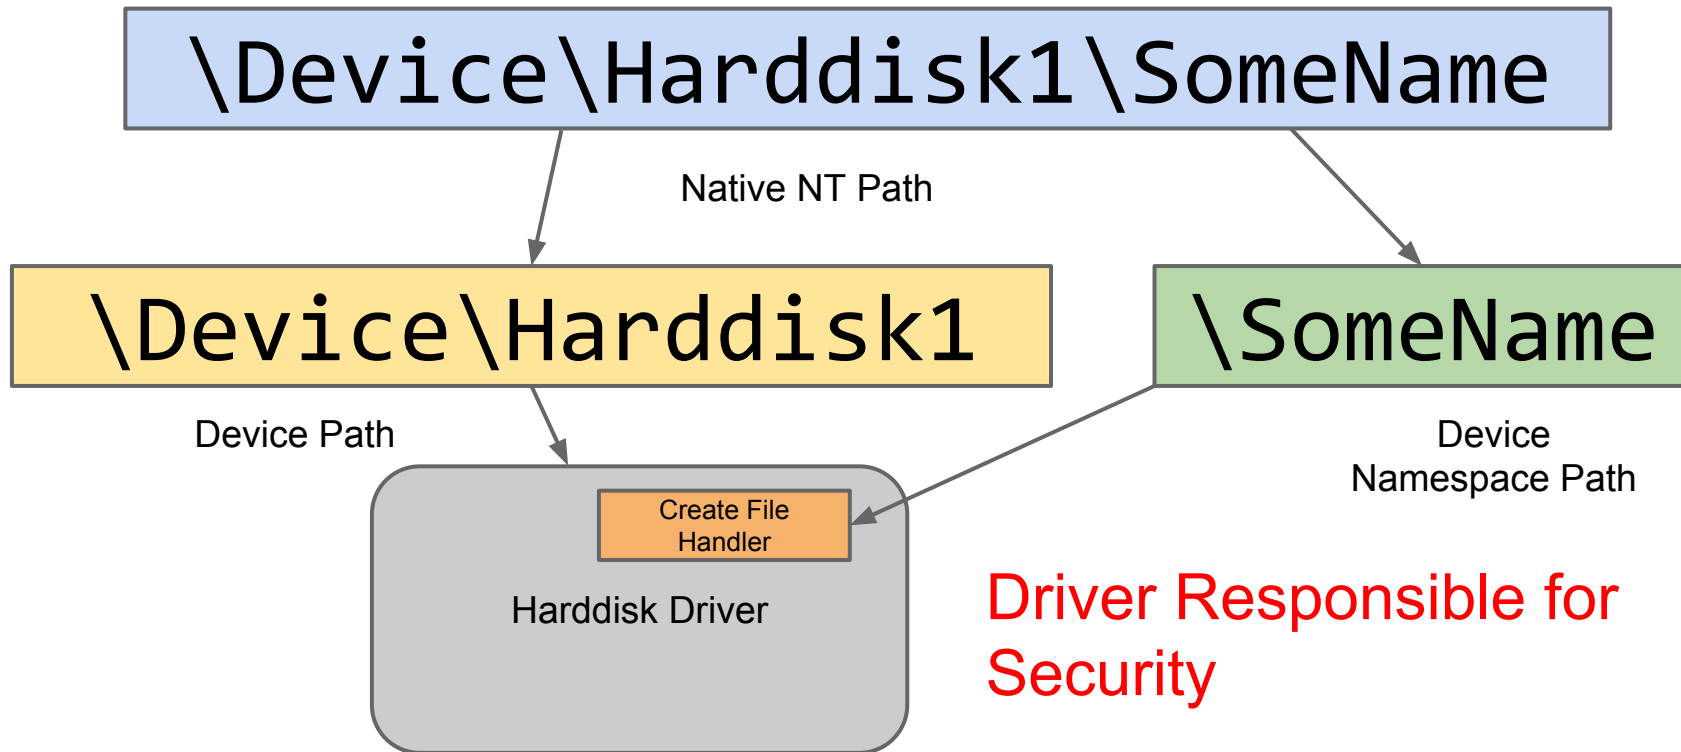 \Device\Harddisk1\SomeName
Native NT Path
\Device\Harddisk1
\SomeName
Device Path
Device
Namespace Path
Create File
Handler
Harddisk Driver
Driver Responsible for
Security